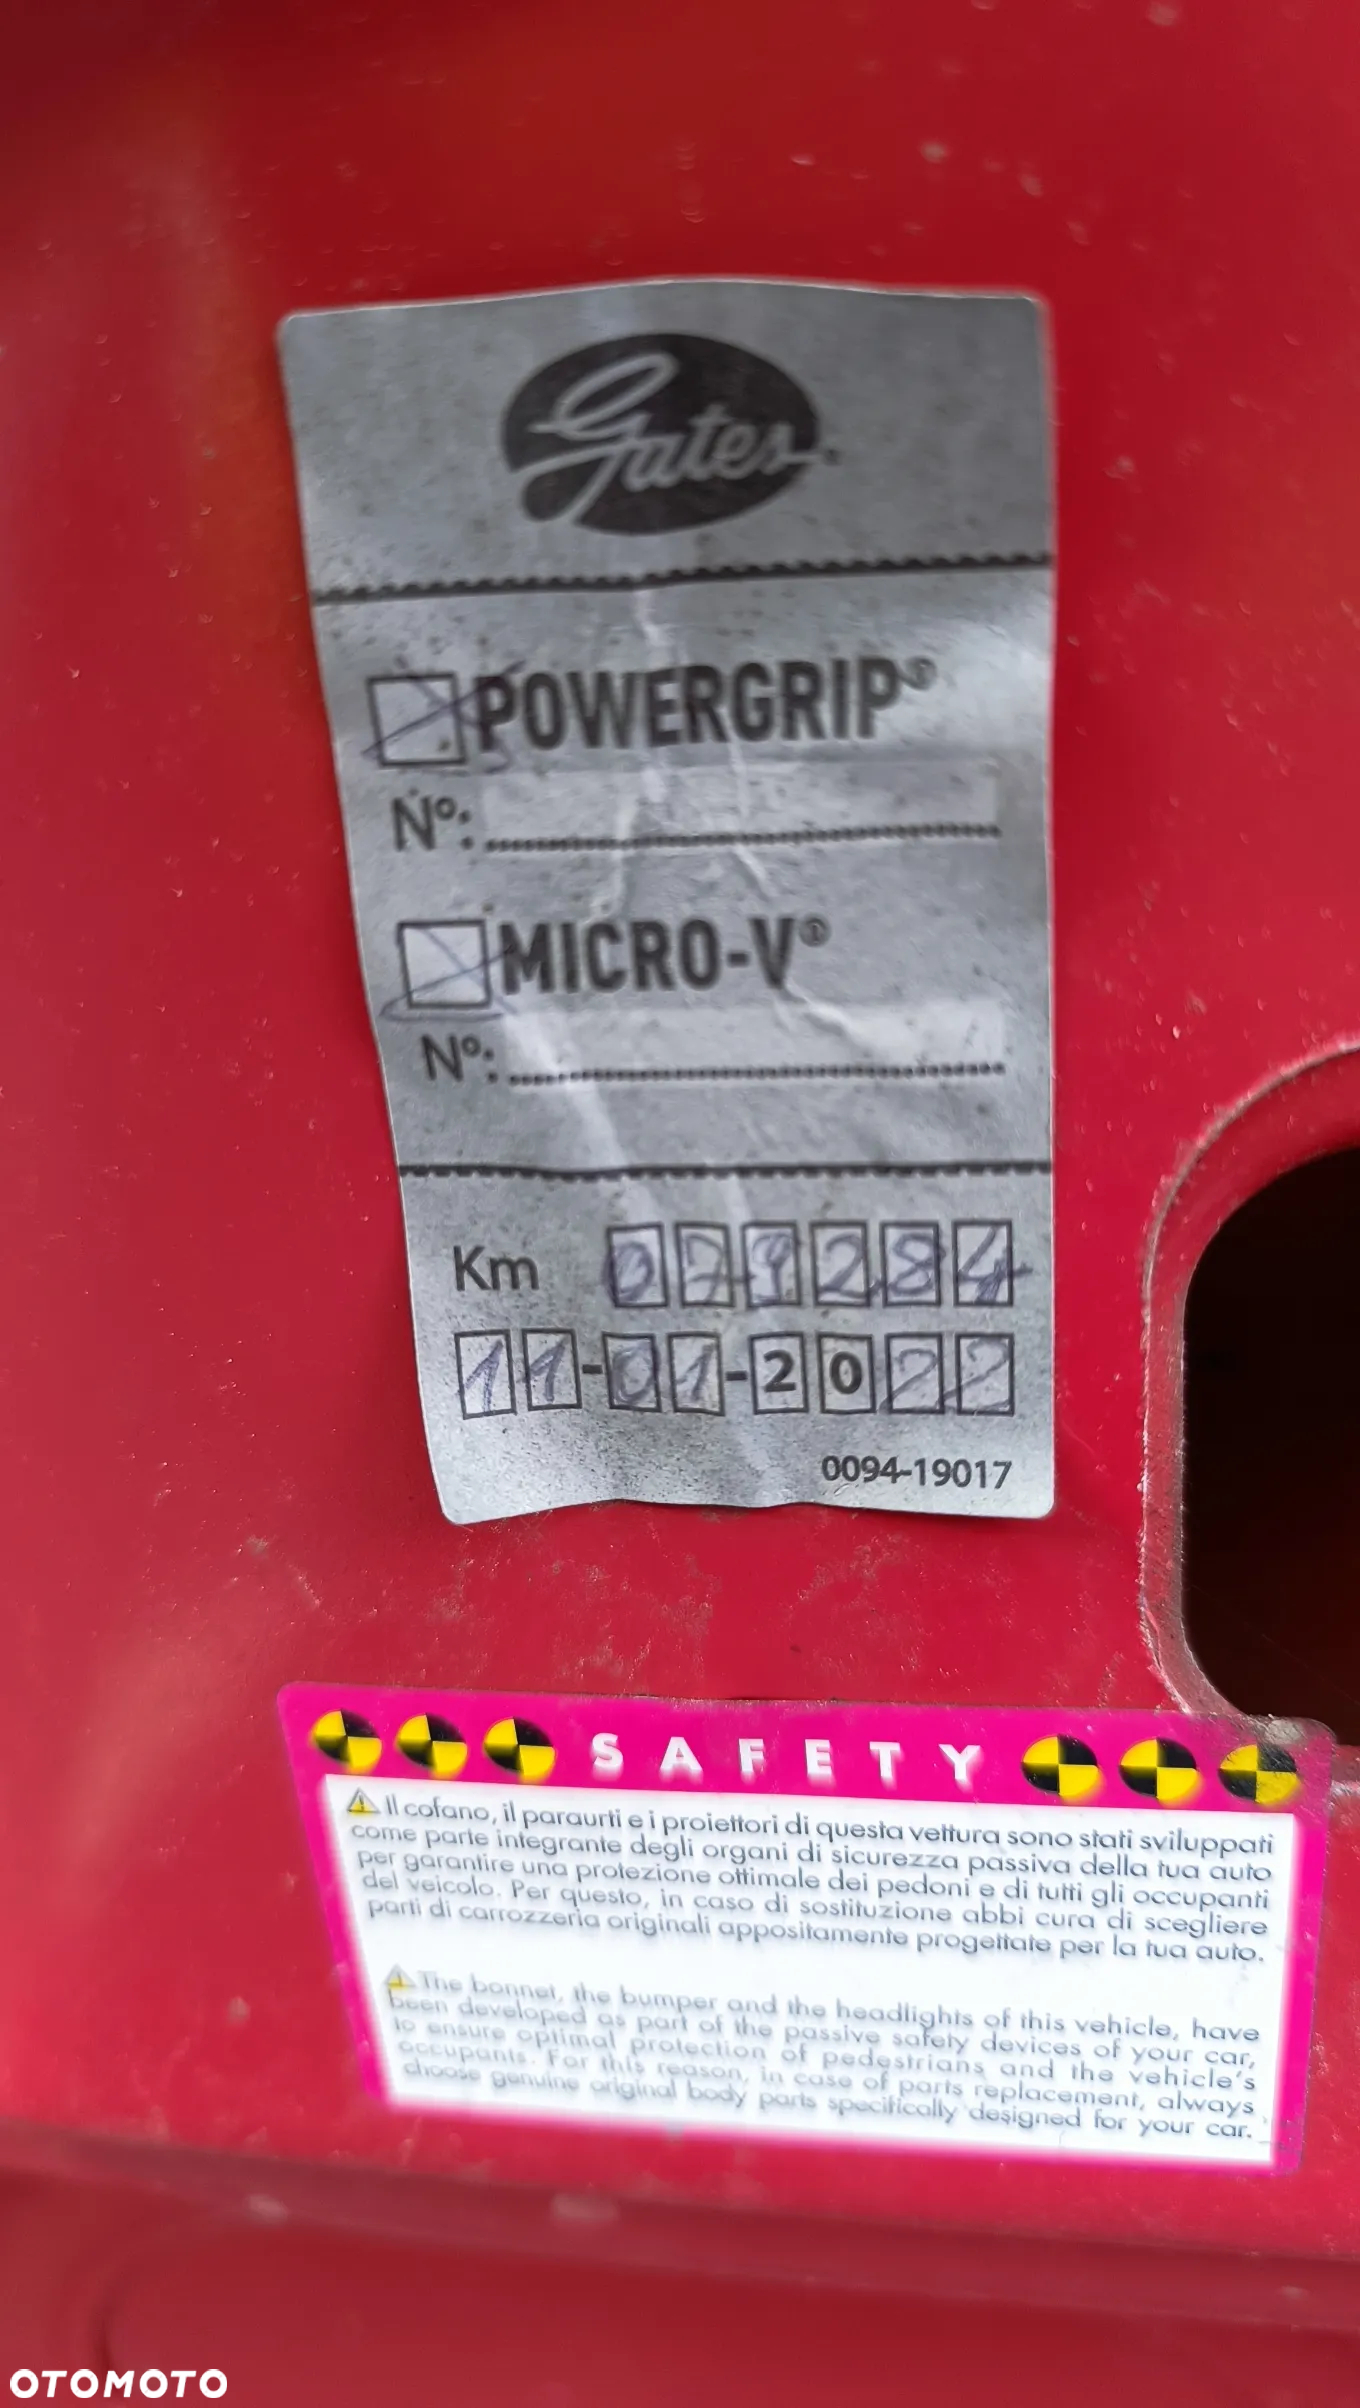 Gates
POWERGRIP®
Nº:
MICRO-V®
Nº:
Km 079284
11-01-2022
0094-19017
SAFETY
Il cofano, il paraurti e i proiettori di questa vettura sono stati sviluppati
come parte integrante degli organi di sicurezza passiva della tua auto
per garantire una protezione ottimale dei pedoni e di tutti gli occupanti
del veicolo. Per questo, in caso di sostituzione abbi cura di scegliere
parti di carrozzeria originali appositamente progettate per la tua auto.
The bonnet, the bumper and the headlights of this vehicle, have
been developed as part of the passive safety devices of your car,
to ensure optimal protection of pedestrians and the vehicle's
occupants. For this reason, in case of parts replacement, always
choose genuine original body parts specifically designed for your car.
OTOMOTO